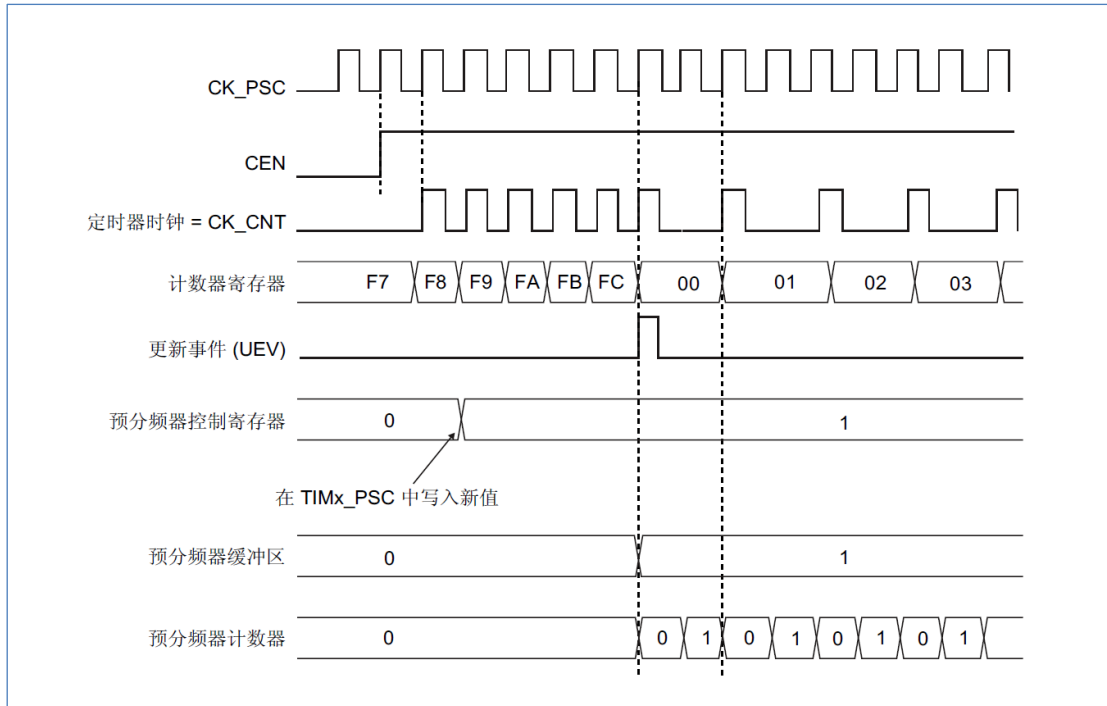 CK_PSC
CEN
定时器时钟 = CK_CNT
计数器寄存器 F7 F8 F9 FA FB FC 00 01 02 03
更新事件 (UEV)
预分频器控制寄存器 0 1
在 TIMx_PSC 中写入新值
预分频器缓冲区 0 1
预分频器计数器 0 0 1 0 1 0 1 0 1